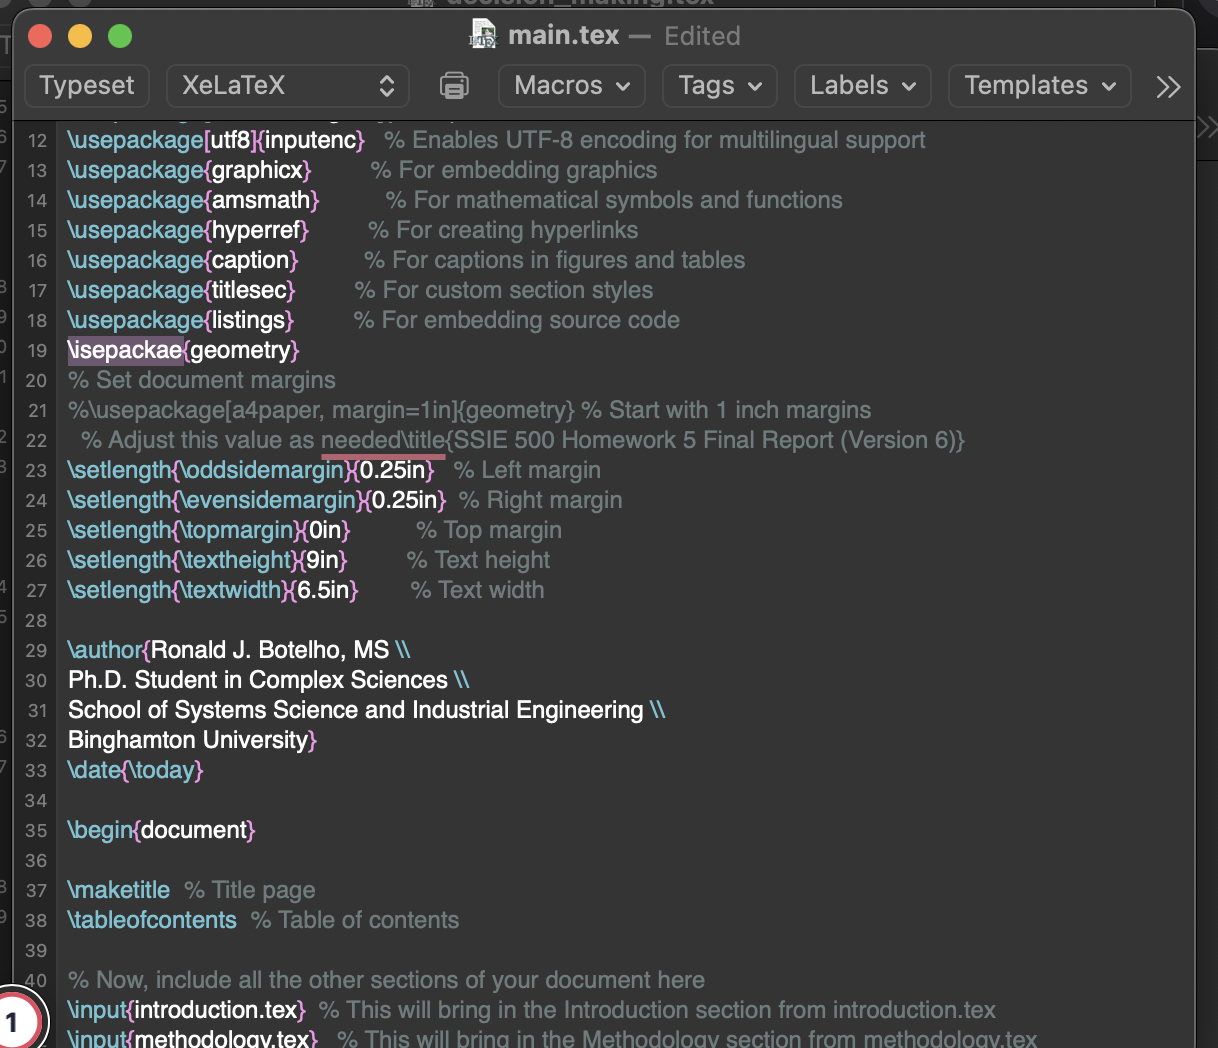 main.tex — Edited
Typeset XeLaTeX Macros Tags Labels Templates
12 \usepackage[utf8]{inputenc} % Enables UTF-8 encoding for multilingual support
13 \usepackage{graphicx} % For embedding graphics
14 \usepackage{amsmath} % For mathematical symbols and functions
15 \usepackage{hyperref} % For creating hyperlinks
16 \usepackage{caption} % For captions in figures and tables
17 \usepackage{titlesec} % For custom section styles
18 \usepackage{listings} % For embedding source code
19 \isepackae{geometry}
20 % Set document margins
21 %\usepackage[a4paper, margin=1in]{geometry} % Start with 1 inch margins
22 % Adjust this value as needed\title{SSIE 500 Homework 5 Final Report (Version 6)}
23 \setlength{\oddsidemargin}{0.25in} % Left margin
24 \setlength{\evensidemargin}{0.25in} % Right margin
25 \setlength{\topmargin}{0in} % Top margin
26 \setlength{\textheight}{9in} % Text height
27 \setlength{\textwidth}{6.5in} % Text width
28
29 \author{Ronald J. Botelho, MS \\
30 Ph.D. Student in Complex Sciences \\
31 School of Systems Science and Industrial Engineering \\
32 Binghamton University}
33 \date{\today}
34
35 \begin{document}
36
37 \maketitle % Title page
38 \tableofcontents % Table of contents
39
40 % Now, include all the other sections of your document here
\input{introduction.tex} % This will bring in the Introduction section from introduction.tex
\input{methodology.tex} % This will bring in the Methodology section from methodology.tex
1